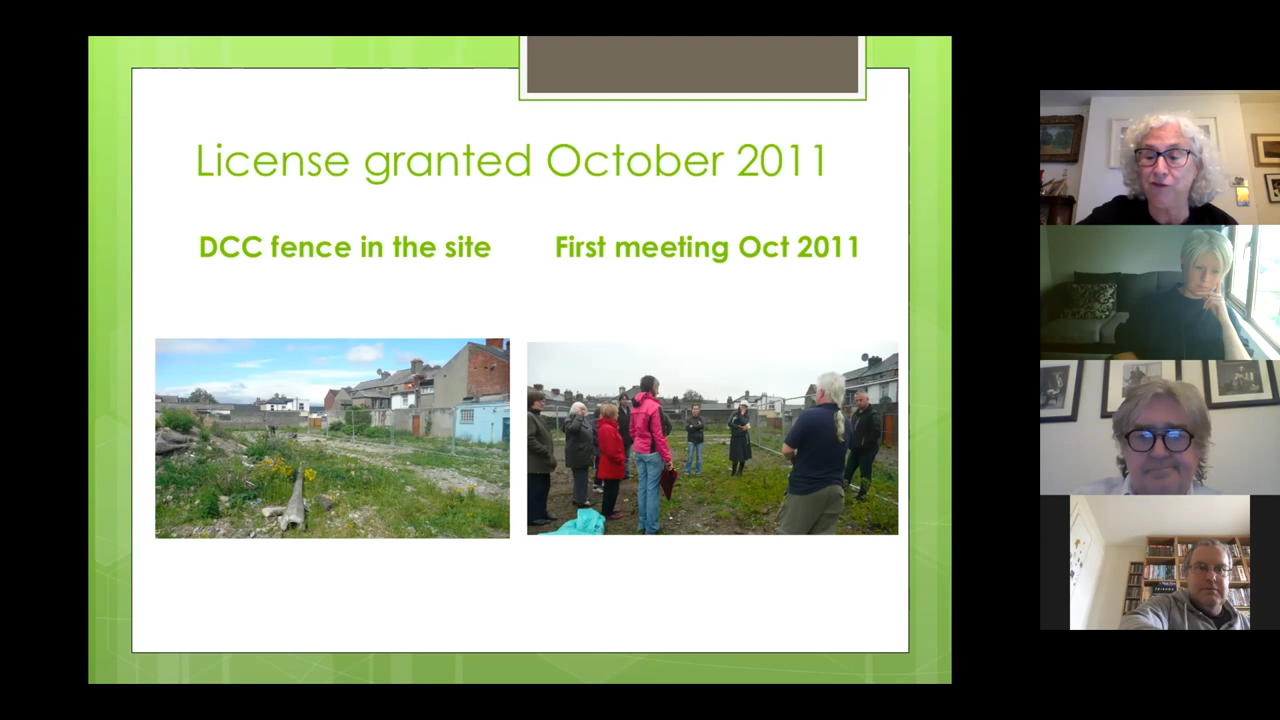 License granted October 2011
DCC fence in the site
First meeting Oct 2011